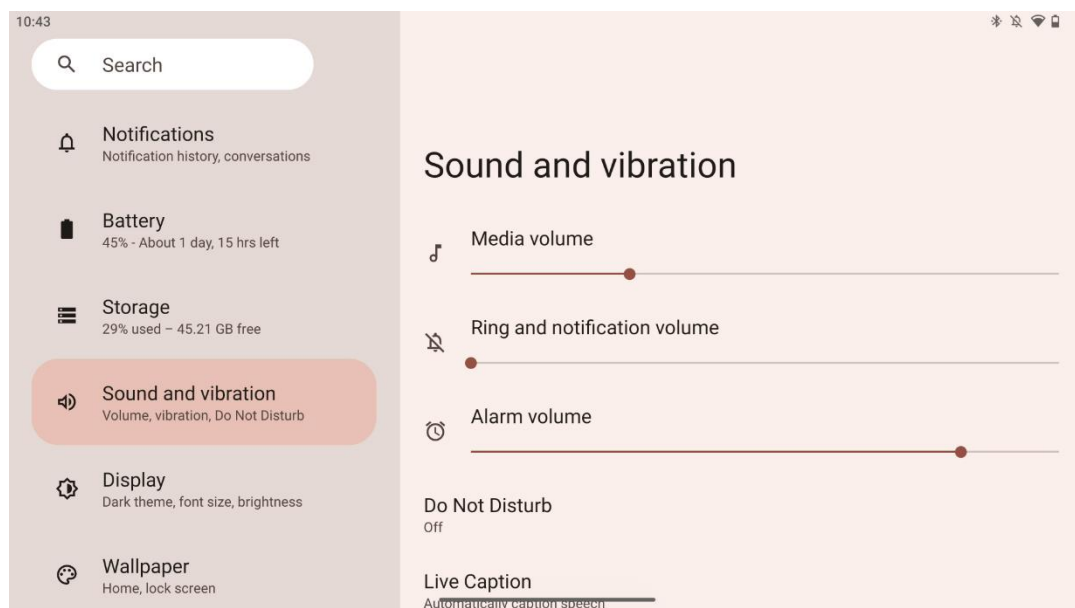 10:43
Search
Notifications
Notification history, conversations
Battery
45% - About 1 day, 15 hrs left
Storage
29% used – 45.21 GB free
Sound and vibration
Volume, vibration, Do Not Disturb
Display
Dark theme, font size, brightness
Wallpaper
Home, lock screen
Sound and vibration
Media volume
Ring and notification volume
Alarm volume
Do Not Disturb
Off
Live Caption
Automatically caption speech